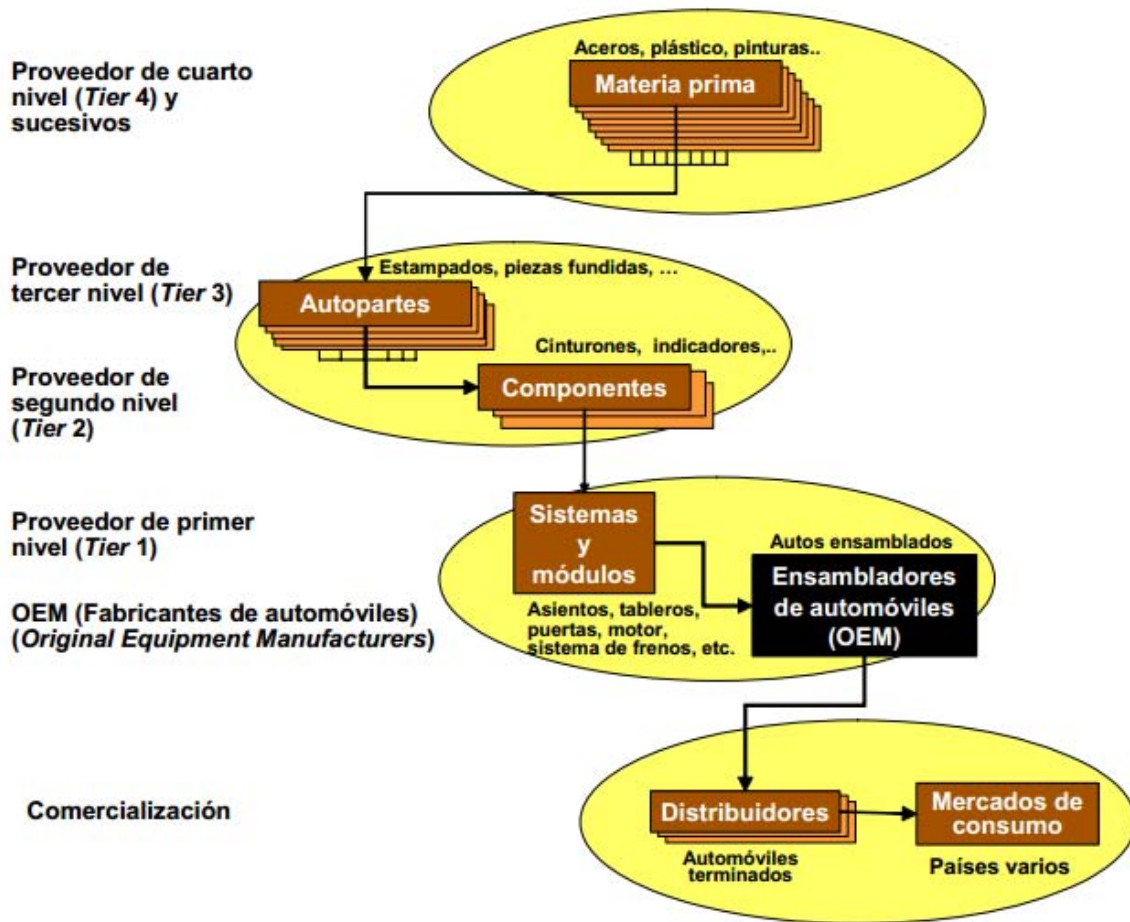 Aceros, plástico, pinturas..
Proveedor de cuarto
nivel (Tier 4) y
sucesivos
Materia prima
Proveedor de
tercer nivel (Tier 3)
Estampados, piezas fundidas, ...
Autopartes
Cinturones, indicadores,..
Proveedor de
segundo nivel
(Tier 2)
Componentes
Proveedor de primer
nivel (Tier 1)
Sistemas
y
módulos
Autos ensamblados
OEM (Fabricantes de automóviles)
(Original Equipment Manufacturers)
Asientos, tableros,
puertas, motor,
sistema de frenos, etc.
Ensambladores
de automóviles
(OEM)
Comercialización
Distribuidores
Automóviles
terminados
Mercados de
consumo
Países varios